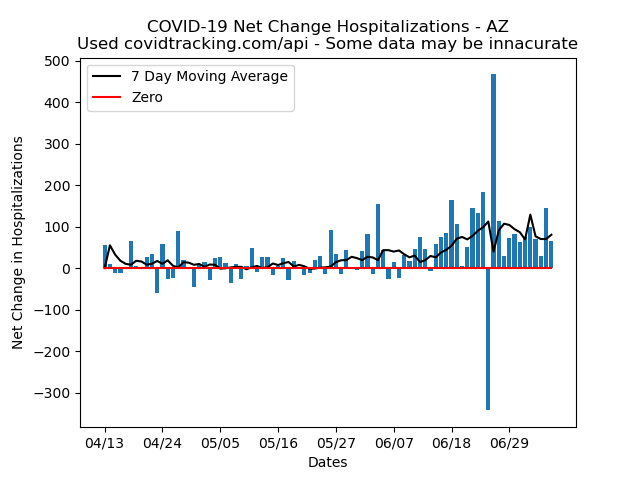 COVID-19 Net Change Hospitalizations - AZ
Used covidtracking.com/api - Some data may be innacurate
7 Day Moving Average
Zero
Net Change in Hospitalizations
500
400
300
200
100
0
−100
−200
−300
04/13
04/24
05/05
05/16
05/27
06/07
06/18
06/29
Dates